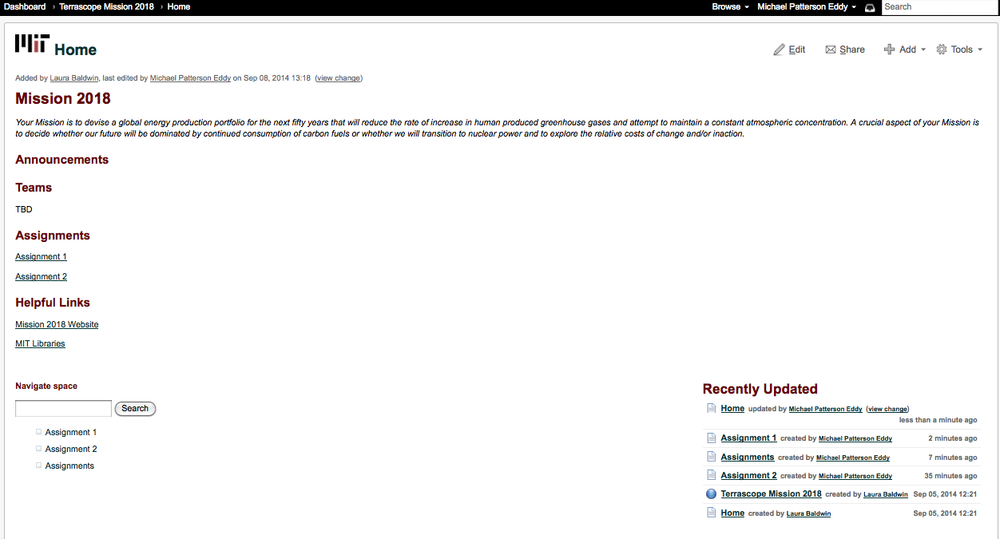 Dashboard › Terrascope Mission 2018 › Home
Browse Michael Patterson Eddy Search
MIT Home
Edit Share Add Tools
Added by Laura Baldwin, last edited by Michael Patterson Eddy on Sep 08, 2014 13:18 (view change)
Mission 2018
Your Mission is to devise a global energy production portfolio for the next fifty years that will reduce the rate of increase in human produced greenhouse gases and attempt to maintain a constant atmospheric concentration. A crucial aspect of your Mission is
to decide whether our future will be dominated by continued consumption of carbon fuels or whether we will transition to nuclear power and to explore the relative costs of change and/or inaction.
Announcements
Teams
TBD
Assignments
Assignment 1
Assignment 2
Helpful Links
Mission 2018 Website
MIT Libraries
Navigate space
Search
Assignment 1
Assignment 2
Assignments
Recently Updated
Home updated by Michael Patterson Eddy (view change)
less than a minute ago
Assignment 1 created by Michael Patterson Eddy 2 minutes ago
Assignments created by Michael Patterson Eddy 7 minutes ago
Assignment 2 created by Michael Patterson Eddy 35 minutes ago
Terrascope Mission 2018 created by Laura Baldwin Sep 05, 2014 12:21
Home created by Laura Baldwin Sep 05, 2014 12:21